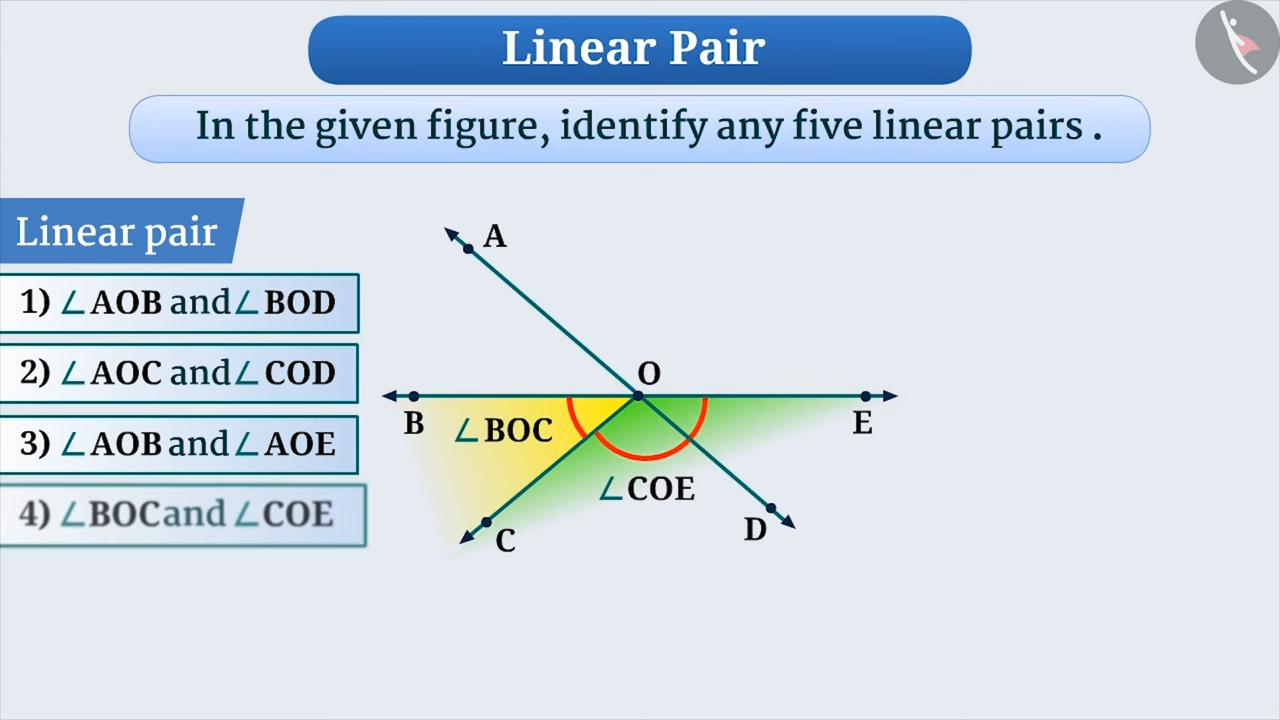 Linear Pair
In the given figure, identify any five linear pairs .
Linear pair
1) ∠AOB and∠BOD
2) ∠AOC and∠COD
3) ∠AOB and∠AOE
4) ∠BOCand ∠COE
A
O
B
E
∠BOC
∠COE
C
D